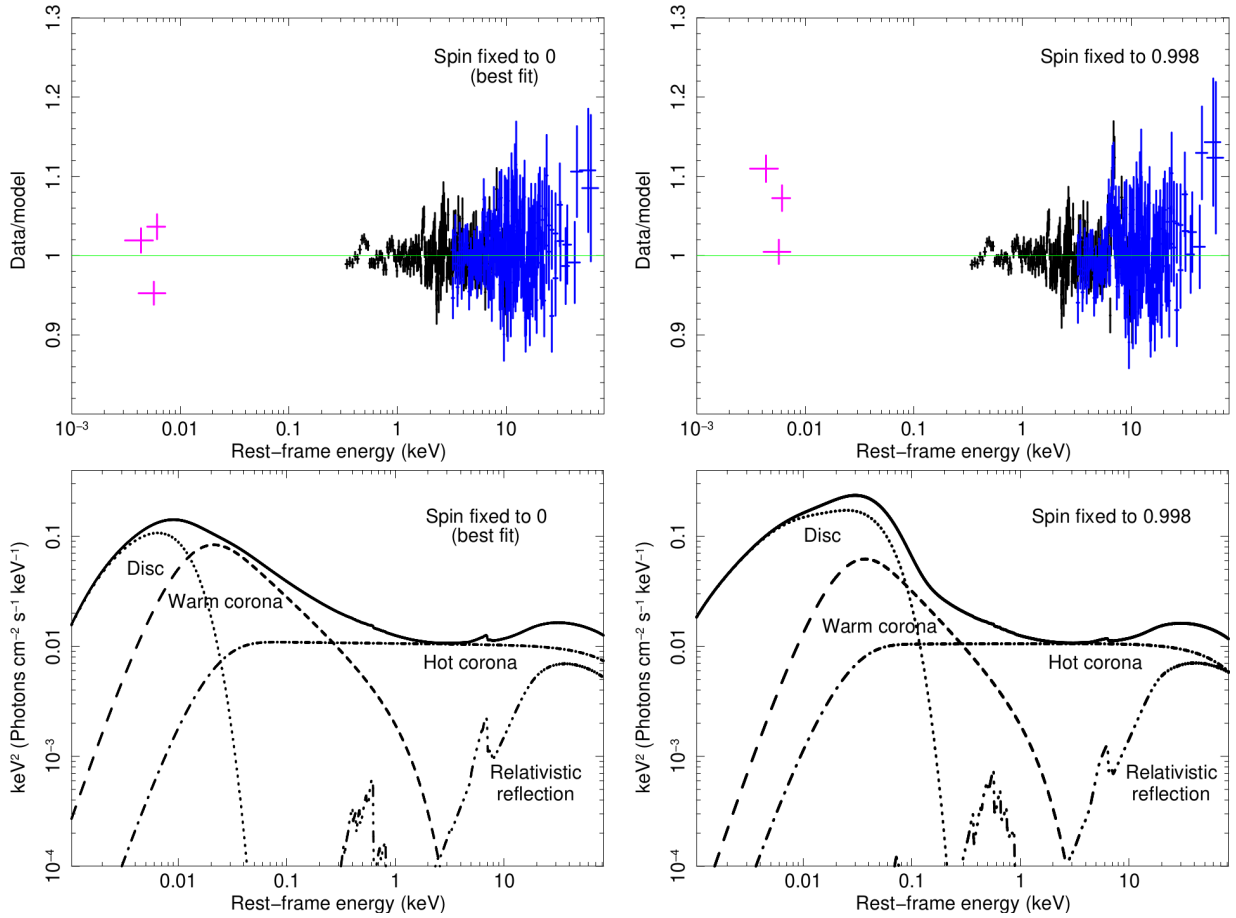 1.3
1.2
1.1
1
0.9
Data/model
Spin fixed to 0
(best fit)
10⁻³ 0.01 0.1 1 10
Rest−frame energy (keV)
1.3
1.2
1.1
1
0.9
Data/model
Spin fixed to 0.998
10⁻³ 0.01 0.1 1 10
Rest−frame energy (keV)
0.1
0.01
10⁻³
10⁻⁴
keV² (Photons cm⁻² s⁻¹ keV⁻¹)
Spin fixed to 0
(best fit)
Disc
Warm corona
Hot corona
Relativistic
reflection
0.01 0.1 1 10
Rest−frame energy (keV)
0.1
0.01
10⁻³
10⁻⁴
keV² (Photons cm⁻² s⁻¹ keV⁻¹)
Spin fixed to 0.998
Disc
Warm corona
Hot corona
Relativistic
reflection
0.01 0.1 1 10
Rest−frame energy (keV)